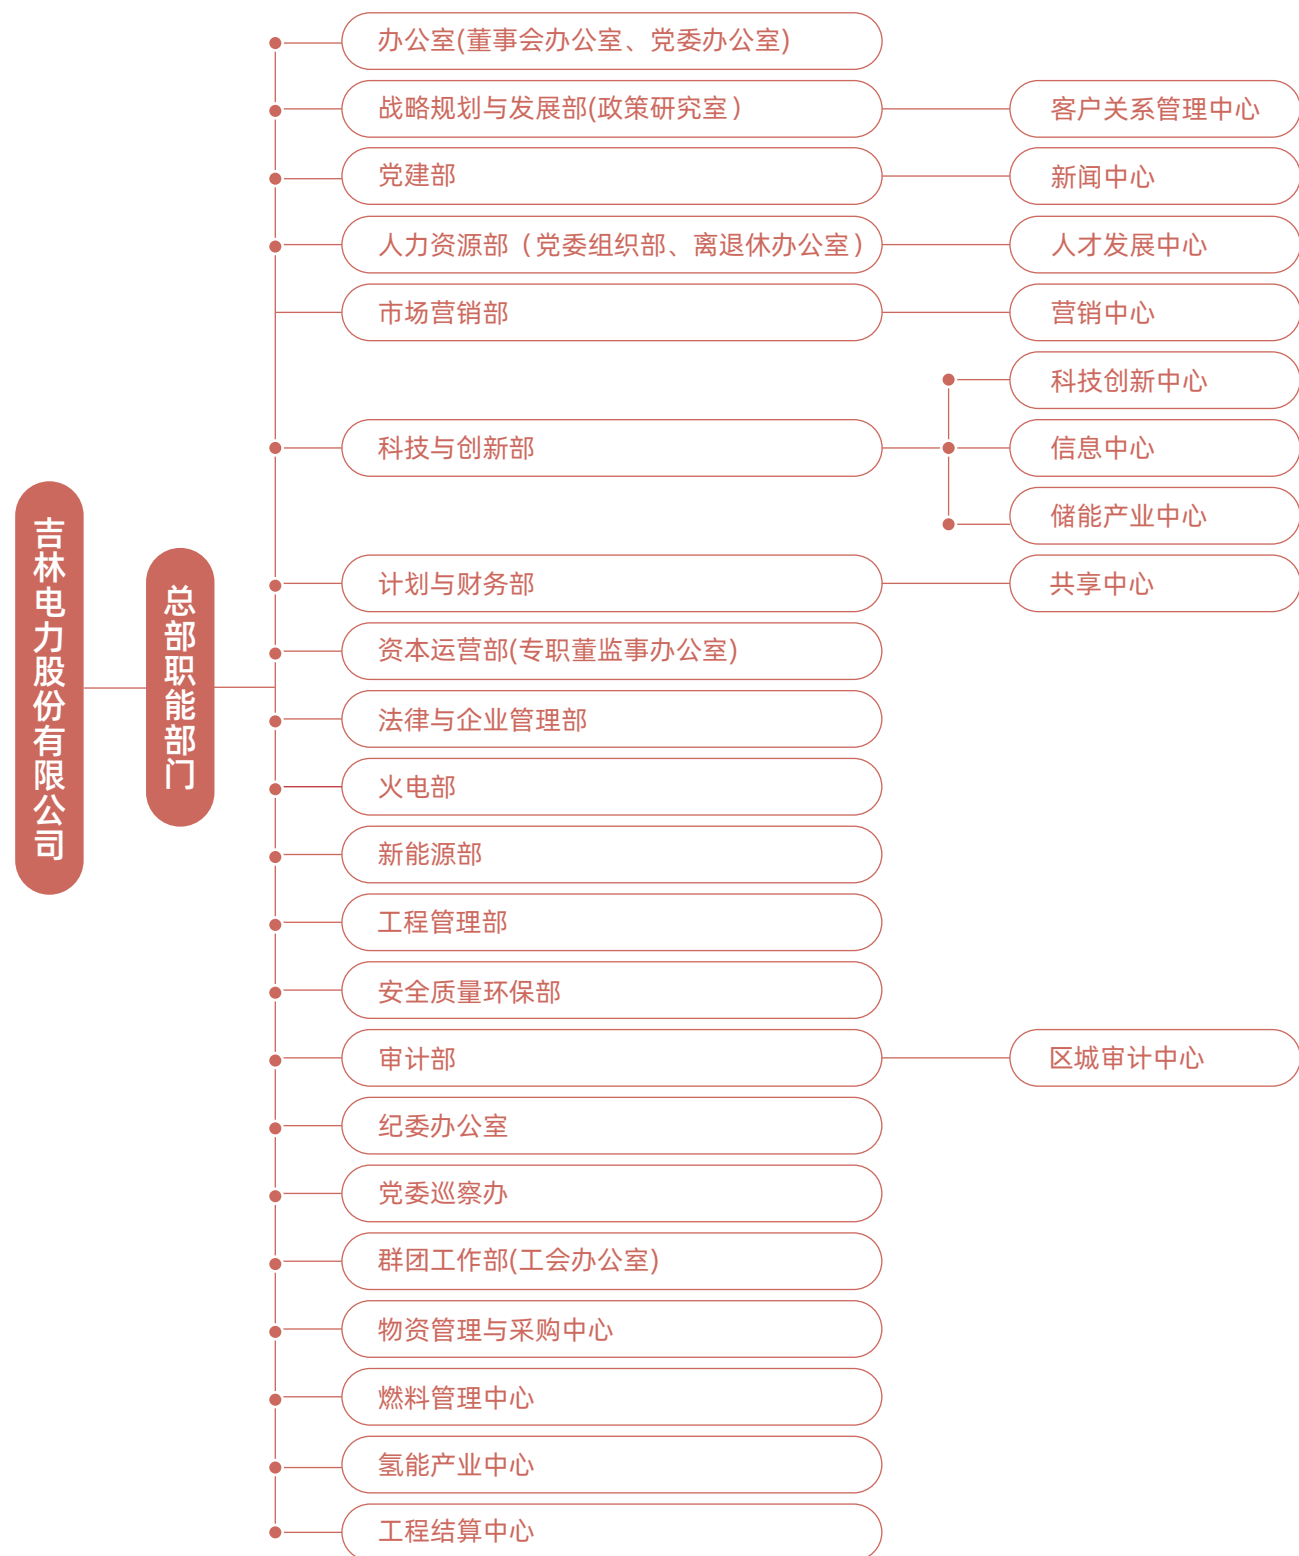 吉林电力股份有限公司
总部职能部门
办公室(董事会办公室、党委办公室)
战略规划与发展部(政策研究室）
客户关系管理中心
党建部
新闻中心
人力资源部（党委组织部、离退休办公室）
人才发展中心
市场营销部
营销中心
科技创新中心
科技与创新部
信息中心
储能产业中心
计划与财务部
共享中心
资本运营部(专职董监事办公室)
法律与企业管理部
火电部
新能源部
工程管理部
安全质量环保部
审计部
区城审计中心
纪委办公室
党委巡察办
群团工作部(工会办公室)
物资管理与采购中心
燃料管理中心
氢能产业中心
工程结算中心